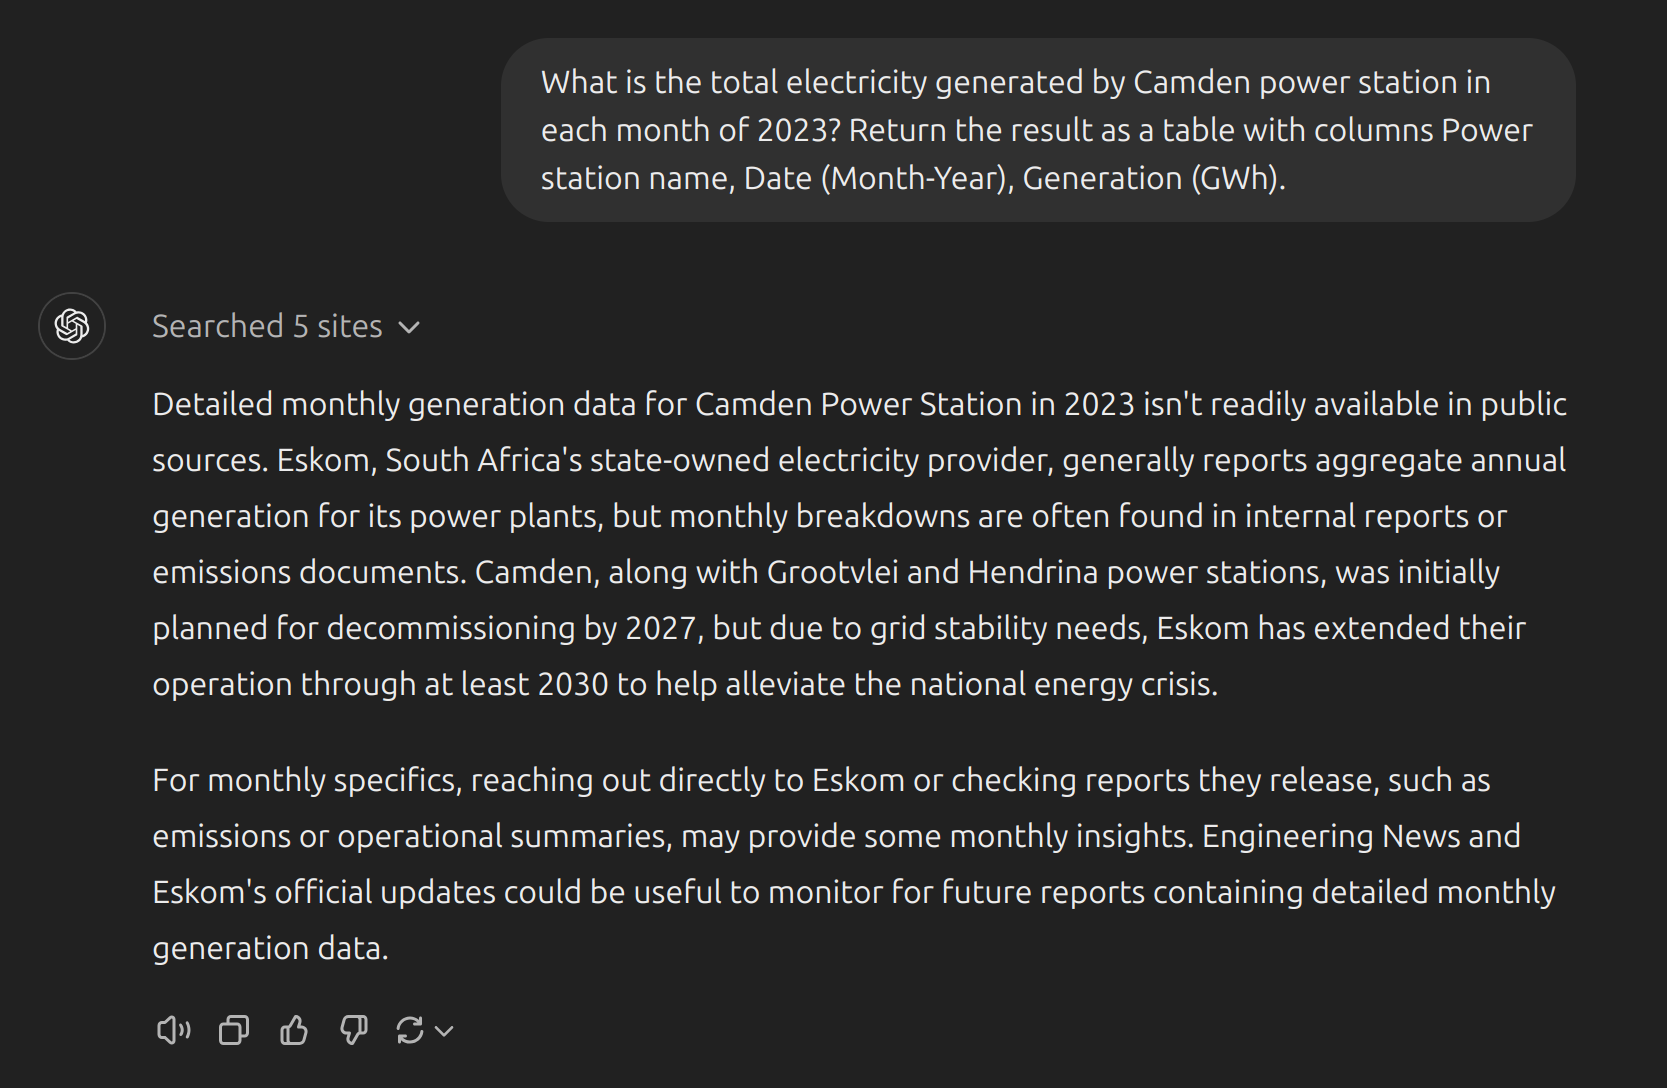 What is the total electricity generated by Camden power station in
each month of 2023? Return the result as a table with columns Power
station name, Date (Month-Year), Generation (GWh).
Searched 5 sites
Detailed monthly generation data for Camden Power Station in 2023 isn't readily available in public
sources. Eskom, South Africa's state-owned electricity provider, generally reports aggregate annual
generation for its power plants, but monthly breakdowns are often found in internal reports or
emissions documents. Camden, along with Grootvlei and Hendrina power stations, was initially
planned for decommissioning by 2027, but due to grid stability needs, Eskom has extended their
operation through at least 2030 to help alleviate the national energy crisis.
For monthly specifics, reaching out directly to Eskom or checking reports they release, such as
emissions or operational summaries, may provide some monthly insights. Engineering News and
Eskom's official updates could be useful to monitor for future reports containing detailed monthly
generation data.